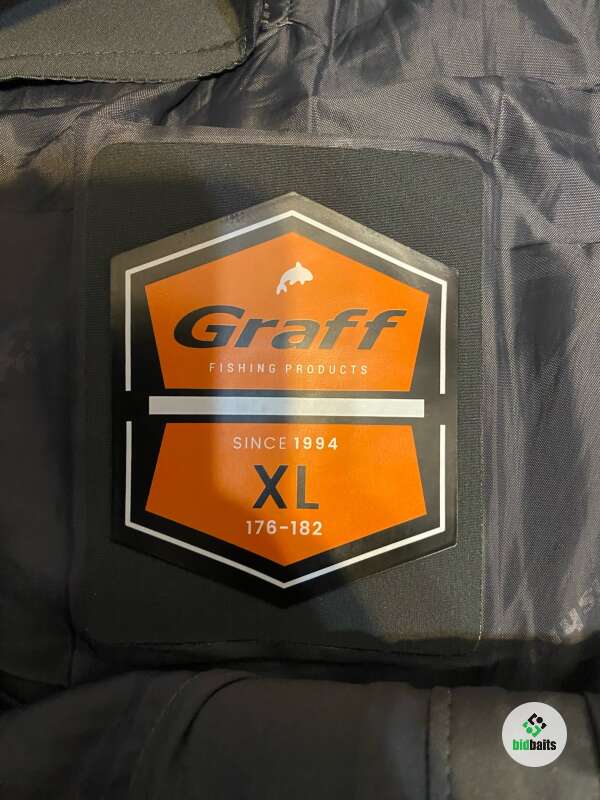 Graff
FISHING PRODUCTS
SINCE 1994
XL
176-182
bidbaits